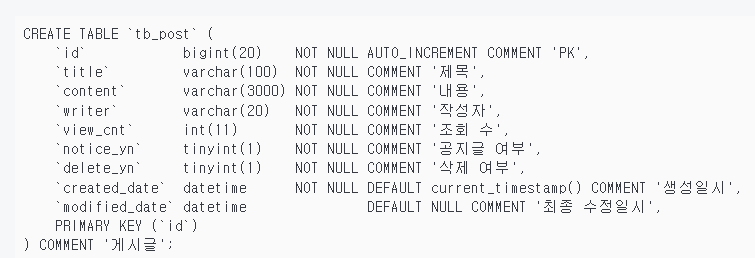 CREATE TABLE `tb_post` (
    `id`            bigint(20)    NOT NULL AUTO_INCREMENT COMMENT 'PK',
    `title`         varchar(100)  NOT NULL COMMENT '제목',
    `content`       varchar(3000) NOT NULL COMMENT '내용',
    `writer`        varchar(20)   NOT NULL COMMENT '작성자',
    `view_cnt`      int(11)       NOT NULL COMMENT '조회 수',
    `notice_yn`     tinyint(1)    NOT NULL COMMENT '공지글 여부',
    `delete_yn`     tinyint(1)    NOT NULL COMMENT '삭제 여부',
    `created_date`  datetime      NOT NULL DEFAULT current_timestamp() COMMENT '생성일시',
    `modified_date` datetime               DEFAULT NULL COMMENT '최종 수정일시',
    PRIMARY KEY (`id`)
) COMMENT '게시글';